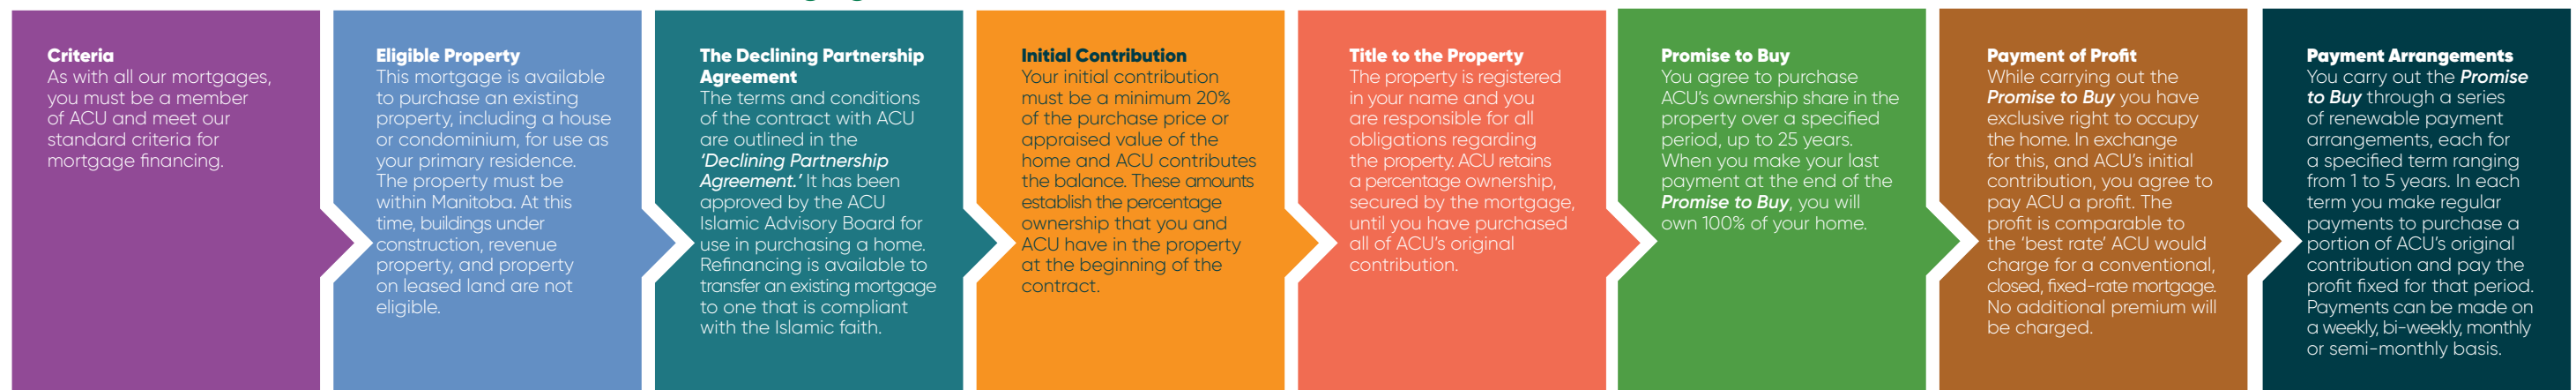 Criteria
As with all our mortgages,
you must be a member
of ACU and meet our
standard criteria for
mortgage financing.
Eligible Property
This mortgage is available
to purchase an existing
property, including a house
or condominium, for use as
your primary residence.
The property must be
within Manitoba. At this
time, buildings under
construction, revenue
property, and property
on leased land are not
eligible.
The Declining Partnership
Agreement
The terms and conditions
of the contract with ACU
are outlined in the
‘Declining Partnership
Agreement.’ It has been
approved by the ACU
Islamic Advisory Board for
use in purchasing a home.
Refinancing is available to
transfer an existing mortgage
to one that is compliant
with the Islamic faith.
Initial Contribution
Your initial contribution
must be a minimum 20%
of the purchase price or
appraised value of the
home and ACU contributes
the balance. These amounts
establish the percentage
ownership that you and
ACU have in the property
at the beginning of the
contract.
Title to the Property
The property is registered
in your name and you
are responsible for all
obligations regarding
the property. ACU retains
a percentage ownership,
secured by the mortgage,
until you have purchased
all of ACU’s original
contribution.
Promise to Buy
You agree to purchase
ACU’s ownership share in the
property over a specified
period, up to 25 years.
When you make your last
payment at the end of the
Promise to Buy, you will
own 100% of your home.
Payment of Profit
While carrying out the
Promise to Buy you have
exclusive right to occupy
the home. In exchange
for this, and ACU’s initial
contribution, you agree to
pay ACU a profit. The
profit is comparable to
the ‘best rate’ ACU would
charge for a conventional,
closed, fixed-rate mortgage.
No additional premium will
be charged.
Payment Arrangements
You carry out the Promise
to Buy through a series
of renewable payment
arrangements, each for
a specified term ranging
from 1 to 5 years. In each
term you make regular
payments to purchase a
portion of ACU’s original
contribution and pay the
profit fixed for that period.
Payments can be made on
a weekly, bi-weekly, monthly
or semi-monthly basis.